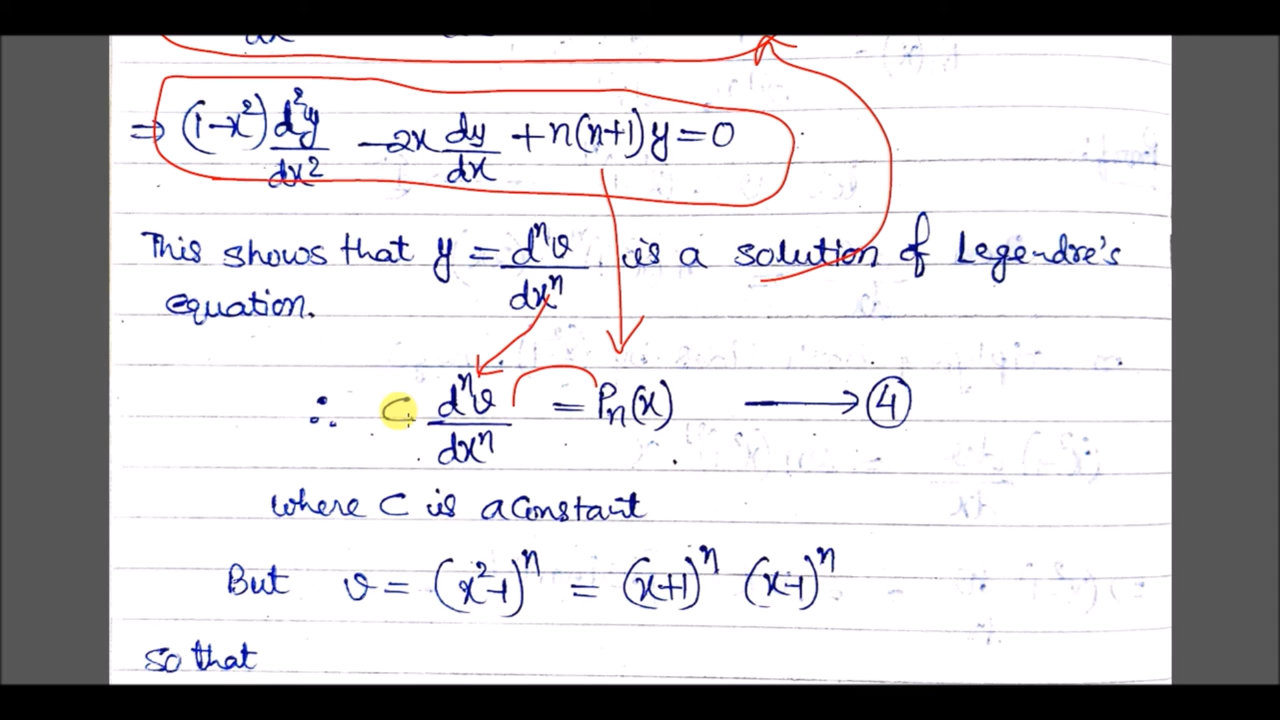 ⇒ (1-x²) d²y/dx² - 2x dy/dx + n(n+1)y = 0
This shows that y = dⁿv/dxⁿ is a solution of Legendre's
equation.
∴ C dⁿv/dxⁿ = Pₙ(x) ⟶ ④
where C is a constant
But v = (x²-1)ⁿ = (x+1)ⁿ (x-1)ⁿ
so that